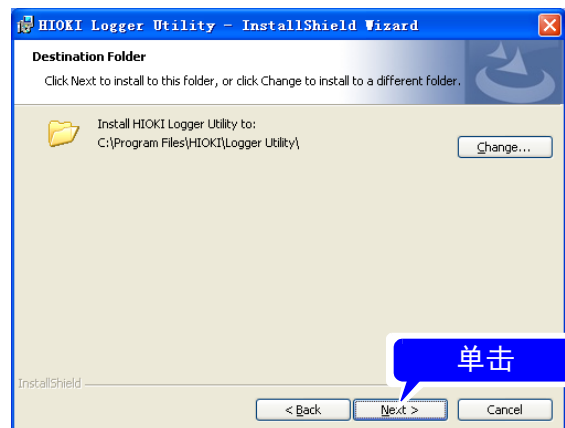 HIOKI Logger Utility - InstallShield Wizard
Destination Folder
Click Next to install to this folder, or click Change to install to a different folder.
Install HIOKI Logger Utility to:
C:\Program Files\HIOKI\Logger Utility\
Change...
单击
InstallShield
< Back
Next >
Cancel